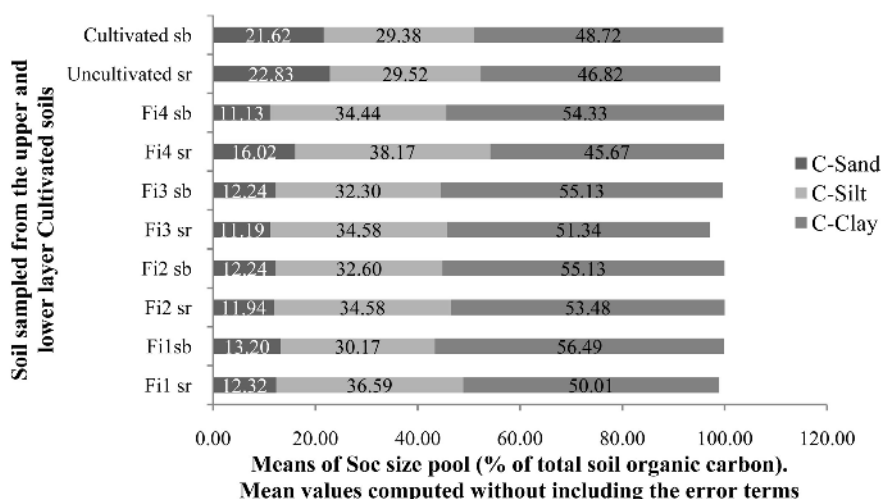 Soil sampled from the upper and
lower layer Cultivated soils
Cultivated sb 21.62 29.38 48.72
Uncultivated sr 22.83 29.52 46.82
Fi4 sb 11.13 34.44 54.33
Fi4 sr 16.02 38.17 45.67
Fi3 sb 12.24 32.30 55.13
Fi3 sr 11.19 34.58 51.34
Fi2 sb 12.24 32.60 55.13
Fi2 sr 11.94 34.58 53.48
Fi1sb 13.20 30.17 56.49
Fi1 sr 12.32 36.59 50.01
C-Sand
C-Silt
C-Clay
0.00 20.00 40.00 60.00 80.00 100.00 120.00
Means of Soc size pool (% of total soil organic carbon).
Mean values computed without including the error terms